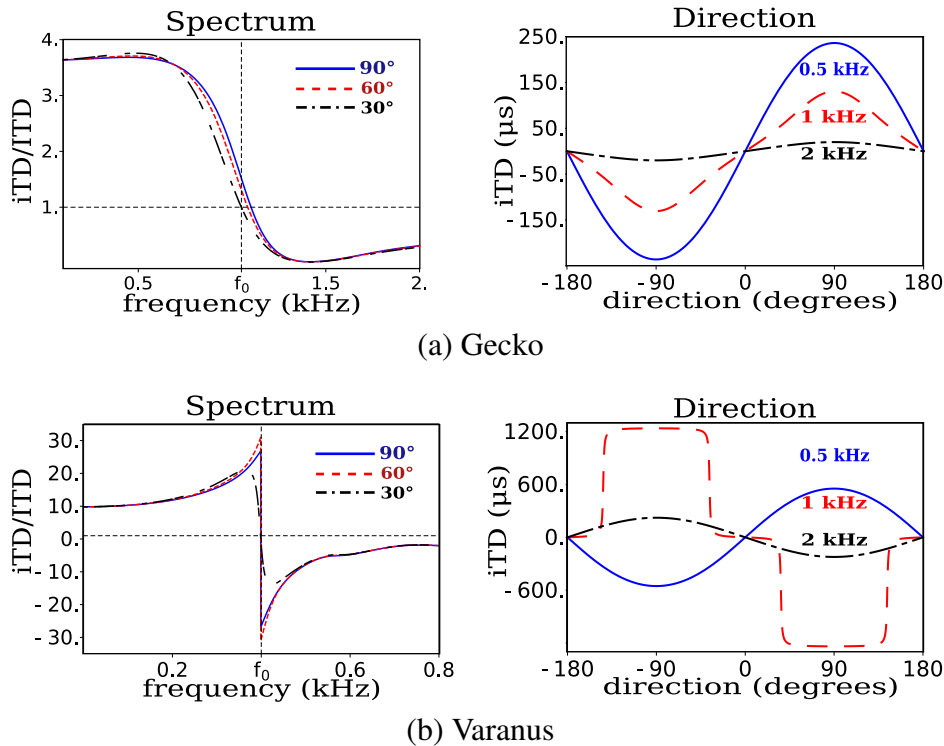 Spectrum
4.
3
2
1.
iTD/ITD
90°
60°
30°
0.5
f₀
1.5
2.
frequency (kHz)
Direction
250.
150
50
-50
-150
iTD (μs)
0.5 kHz
1 kHz
2 kHz
-180
-90
0
90
180
direction (degrees)
(a) Gecko
Spectrum
30.
20
10.
0.
-10.
-20
-30.
iTD/ITD
90°
60°
30°
0.2
f₀
0.6
0.8
frequency (kHz)
Direction
1200.
600.
0
-600.
iTD (μs)
0.5 kHz
1 kHz
2 kHz
-180
-90
0
90
180
direction (degrees)
(b) Varanus